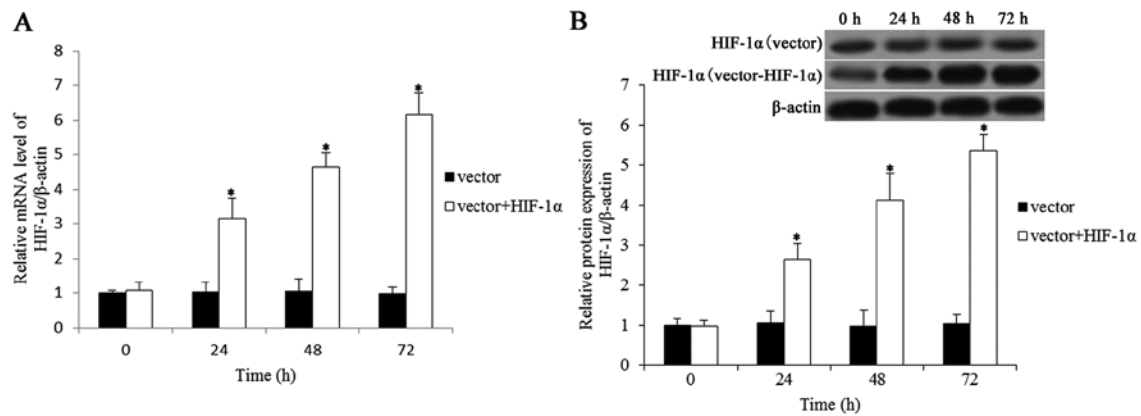 A
Relative mRNA level of
HIF-1α/β-actin
8
7
6
5
4
3
2
1
0
*
*
*
0 24 48 72
Time (h)
vector
vector+HIF-1α
B
0 h 24 h 48 h 72 h
HIF-1α(vector)
HIF-1α(vector-HIF-1α)
β-actin
Relative protein expression of
HIF-1α/β-actin
7
6
5
4
3
2
1
0
*
*
*
0 24 48 72
Time (h)
vector
vector+HIF-1α